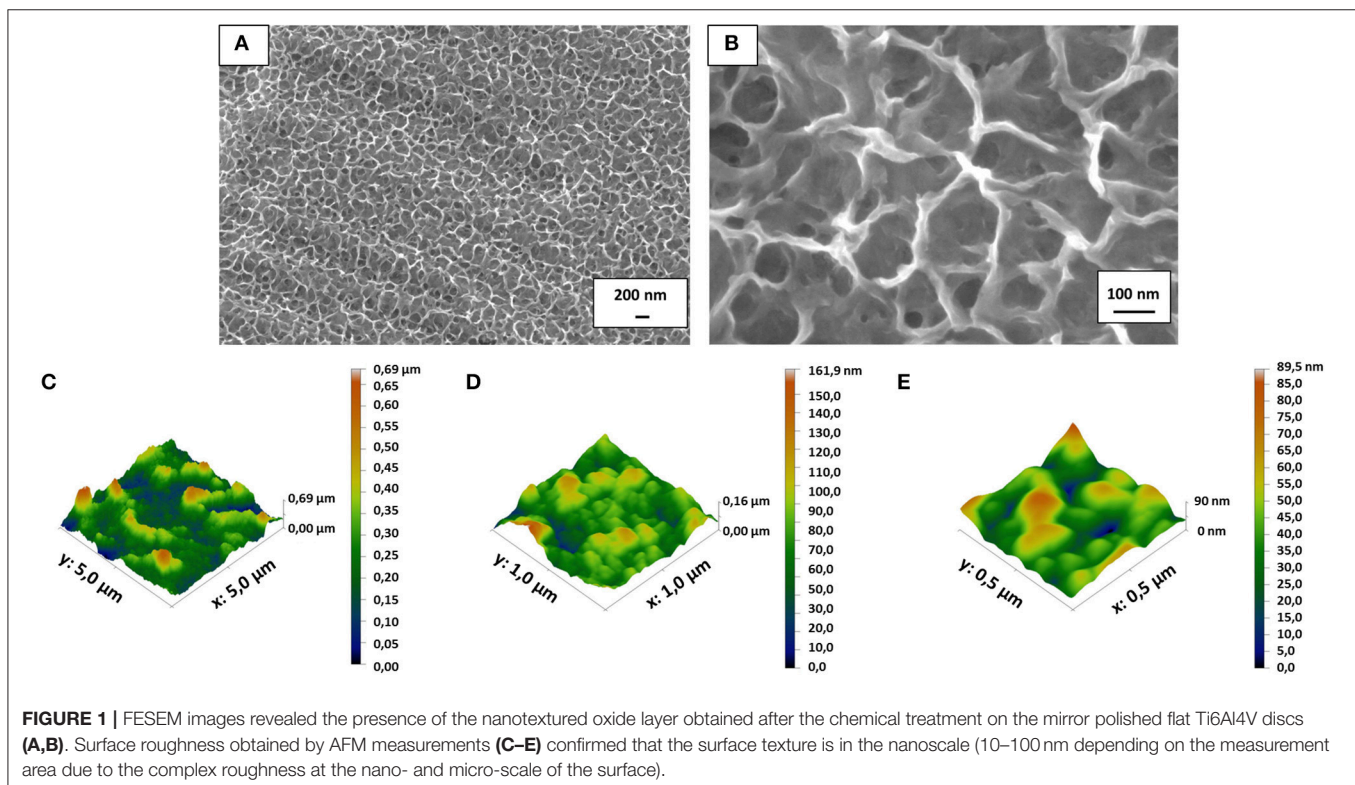 A
B
200 nm
100 nm
C
0,69 µm
0,65
0,60
0,55
0,50
0,45
0,40
0,35
0,30
0,25
0,20
0,15
0,10
0,05
0,00
0,69 µm
0,00 µm
y: 5,0 µm
x: 5,0 µm
D
161,9 nm
150,0
140,0
130,0
120,0
110,0
100,0
90,0
80,0
70,0
60,0
50,0
40,0
30,0
20,0
10,0
0,0
0,16 µm
0,00 µm
y: 1,0 µm
x: 1,0 µm
E
89,5 nm
85,0
80,0
75,0
70,0
65,0
60,0
55,0
50,0
45,0
40,0
35,0
30,0
25,0
20,0
15,0
10,0
5,0
0,0
90 nm
0 nm
y: 0,5 µm
x: 0,5 µm
FIGURE 1 | FESEM images revealed the presence of the nanotextured oxide layer obtained after the chemical treatment on the mirror polished flat Ti6Al4V discs
(A,B). Surface roughness obtained by AFM measurements (C–E) confirmed that the surface texture is in the nanoscale (10–100 nm depending on the measurement
area due to the complex roughness at the nano- and micro-scale of the surface).